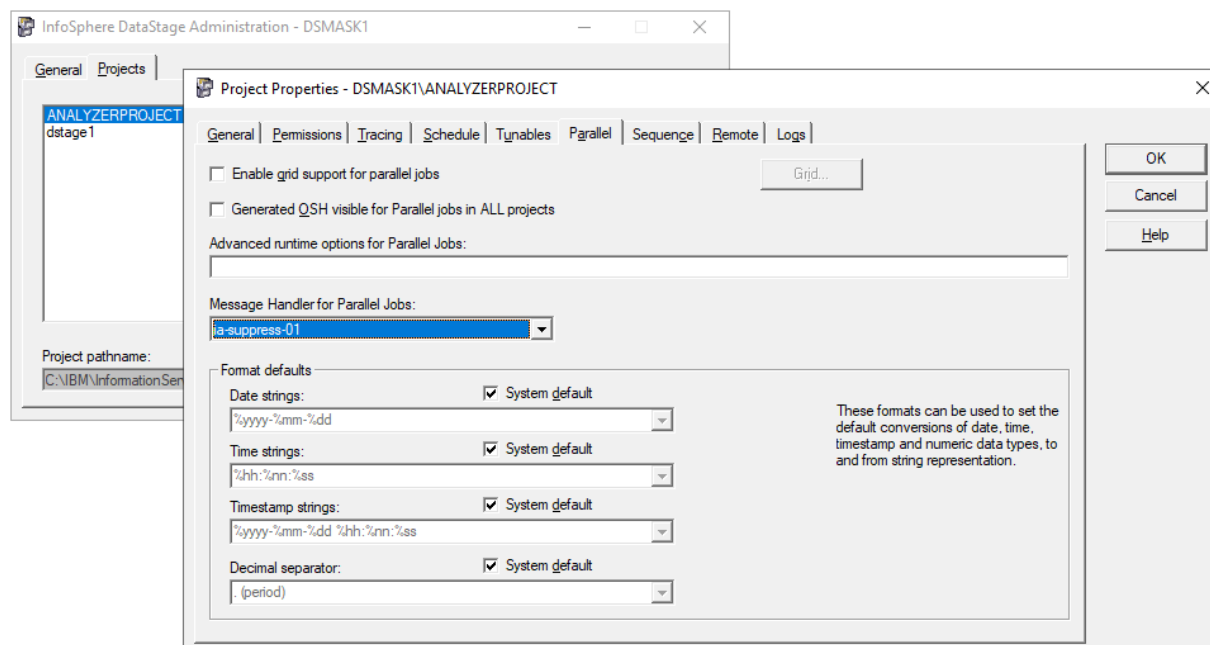 InfoSphere DataStage Administration - DSMASK1
General Projects
ANALYZERPROJECT
dstage1
Project pathname:
C:\IBM\InformationSer
Project Properties - DSMASK1\ANALYZERPROJECT
General Permissions Tracing Schedule Tunables Parallel Sequence Remote Logs
Enable grid support for parallel jobs
Grid...
Generated OSH visible for Parallel jobs in ALL projects
Advanced runtime options for Parallel Jobs:
Message Handler for Parallel Jobs:
ia-suppress-01
Format defaults
Date strings: System default
%yyyy-%mm-%dd
Time strings: System default
%hh:%nn:%ss
Timestamp strings: System default
%yyyy-%mm-%dd %hh:%nn:%ss
Decimal separator: System default
. (period)
These formats can be used to set the
default conversions of date, time,
timestamp and numeric data types, to
and from string representation.
OK
Cancel
Help